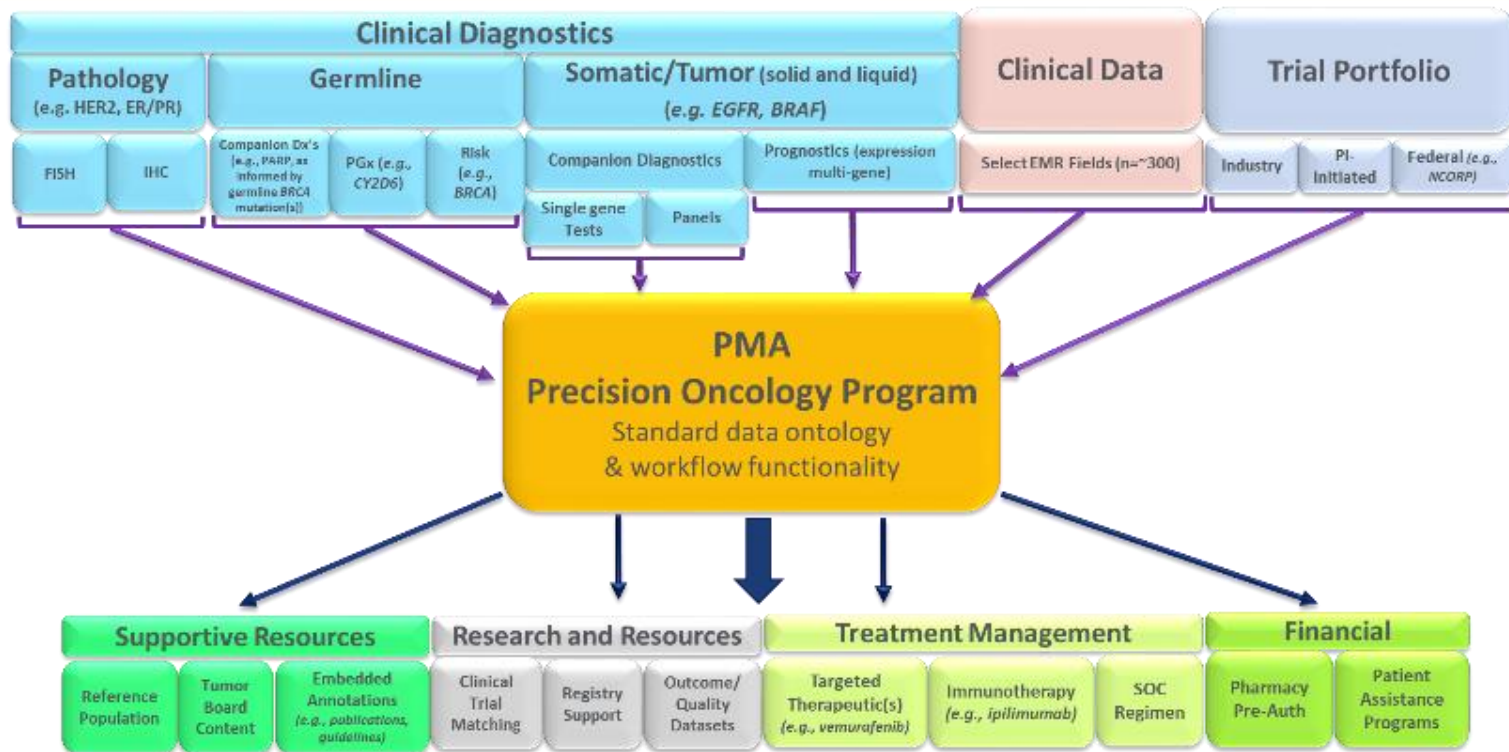 Clinical Diagnostics
Pathology
(e.g. HER2, ER/PR)
FISH
IHC
Germline
Companion Dx's
(e.g., PARP, as
informed by
germline BRCA
mutation(s))
PGx (e.g.,
CY2D6)
Risk
(e.g.,
BRCA)
Somatic/Tumor (solid and liquid)
(e.g. EGFR, BRAF)
Companion Diagnostics
Single gene
Tests
Panels
Prognostics (expression
multi-gene)
Clinical Data
Select EMR Fields (n=~300)
Trial Portfolio
Industry
PI-
Initiated
Federal (e.g.,
NCORP)
PMA
Precision Oncology Program
Standard data ontology
& workflow functionality
Supportive Resources
Reference
Population
Tumor
Board
Content
Embedded
Annotations
(e.g., publications,
guidelines)
Research and Resources
Clinical
Trial
Matching
Registry
Support
Outcome/
Quality
Datasets
Treatment Management
Targeted
Therapeutic(s)
(e.g., vemurafenib)
Immunotherapy
(e.g., ipilimumab)
SOC
Regimen
Financial
Pharmacy
Pre-Auth
Patient
Assistance
Programs